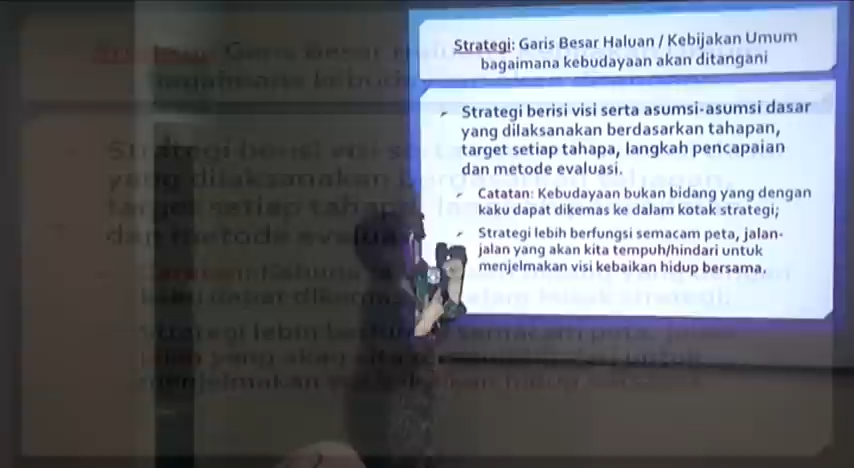 Strategi: Garis Besar Haluan / Kebijakan Umum
bagaimana kebudayaan akan ditangani
Strategi berisi visi serta asumsi-asumsi dasar
yang dilaksanakan berdasarkan tahapan,
target setiap tahapa, langkah pencapaian
dan metode evaluasi.
Catatan: Kebudayaan bukan bidang yang dengan
kaku dapat dikemas ke dalam kotak strategi;
Strategi lebih berfungsi semacam peta, jalan-
jalan yang akan kita tempuh/hindari untuk
menjelmakan visi kebaikan hidup bersama.